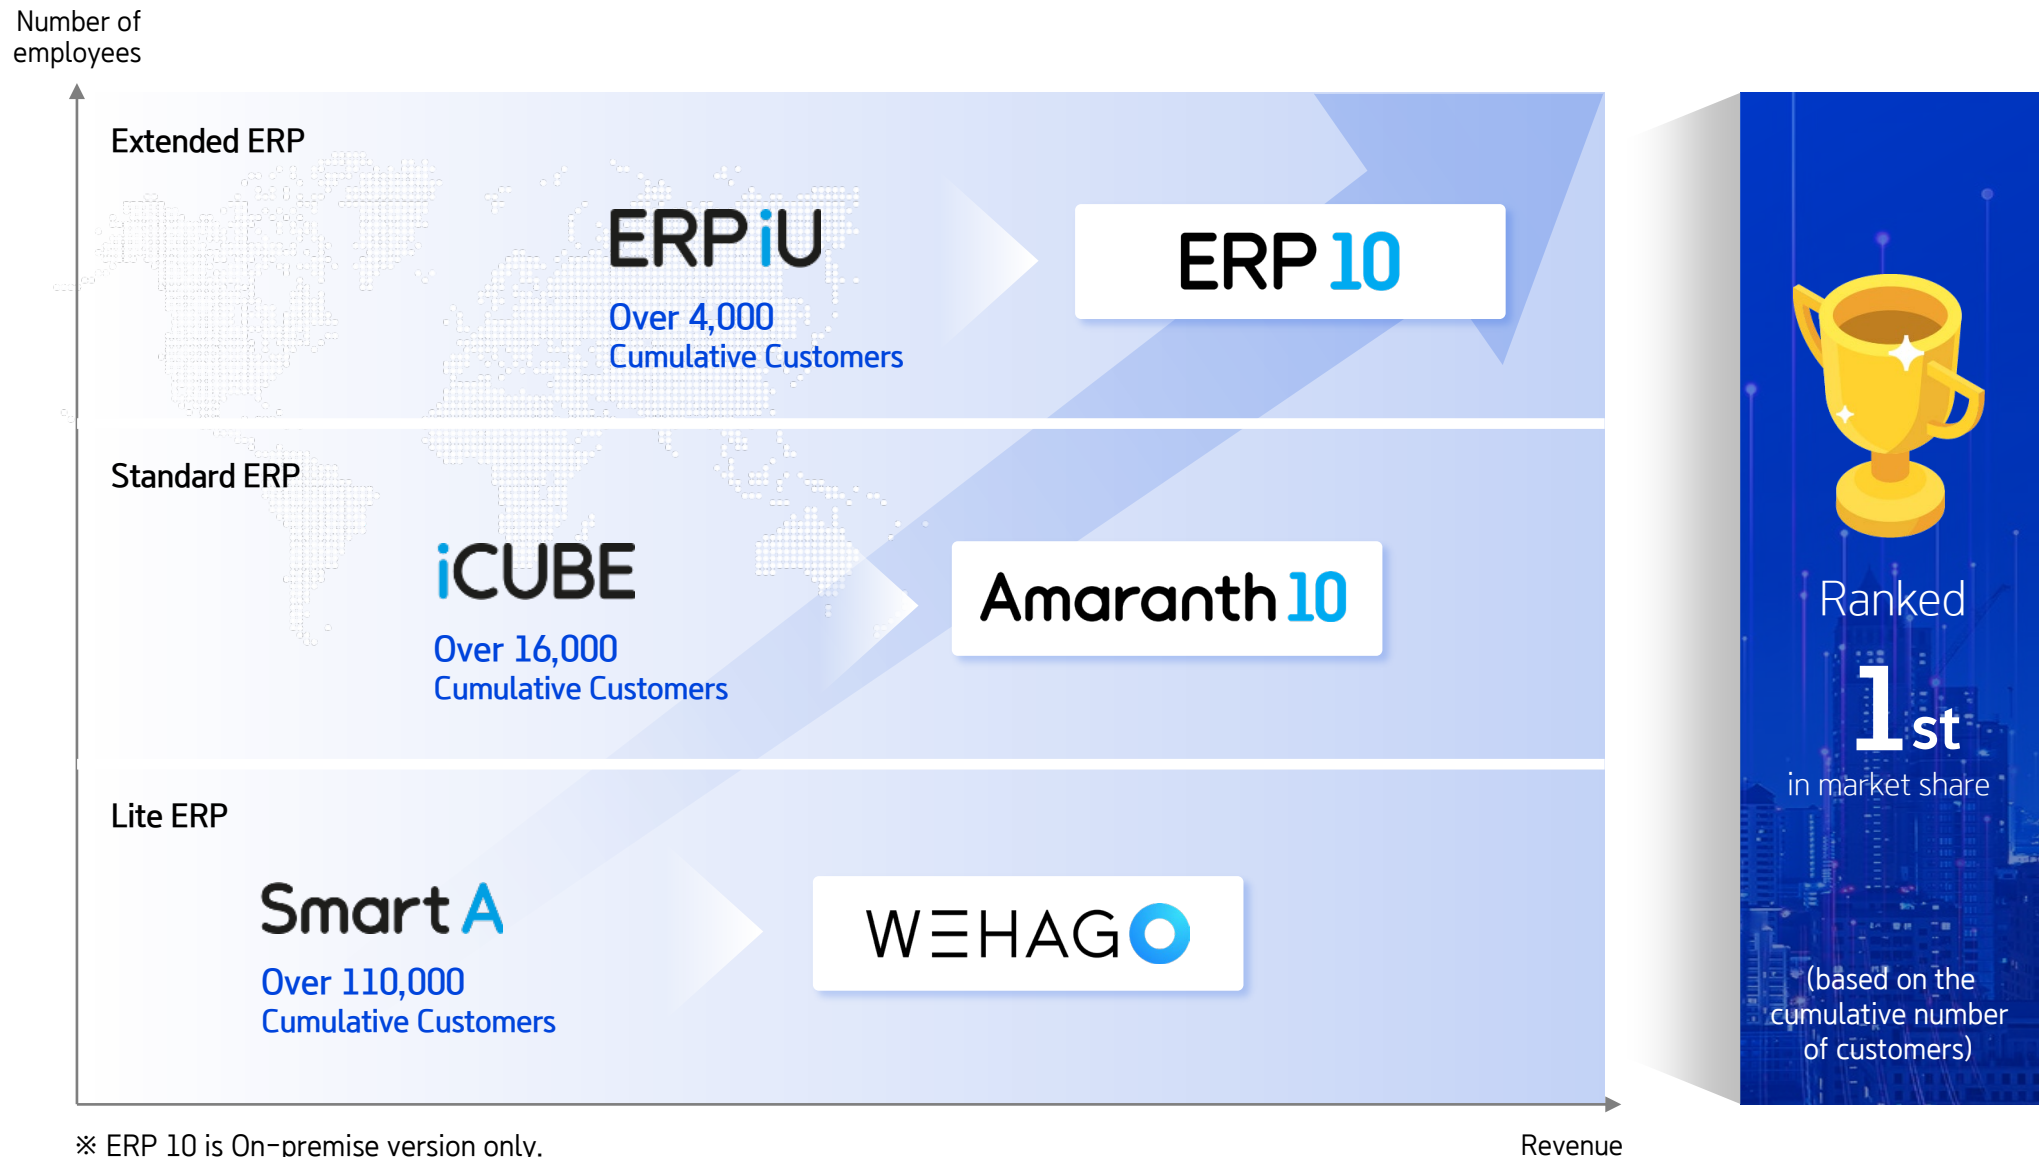 Number of
employees
Extended ERP
ERP iU
Over 4,000
Cumulative Customers
ERP 10
Standard ERP
iCUBE
Over 16,000
Cumulative Customers
Amaranth 10
Lite ERP
Smart A
Over 110,000
Cumulative Customers
WEHAGO
Revenue
※ ERP 10 is On-premise version only.
Ranked
1st
in market share
(based on the
cumulative number
of customers)